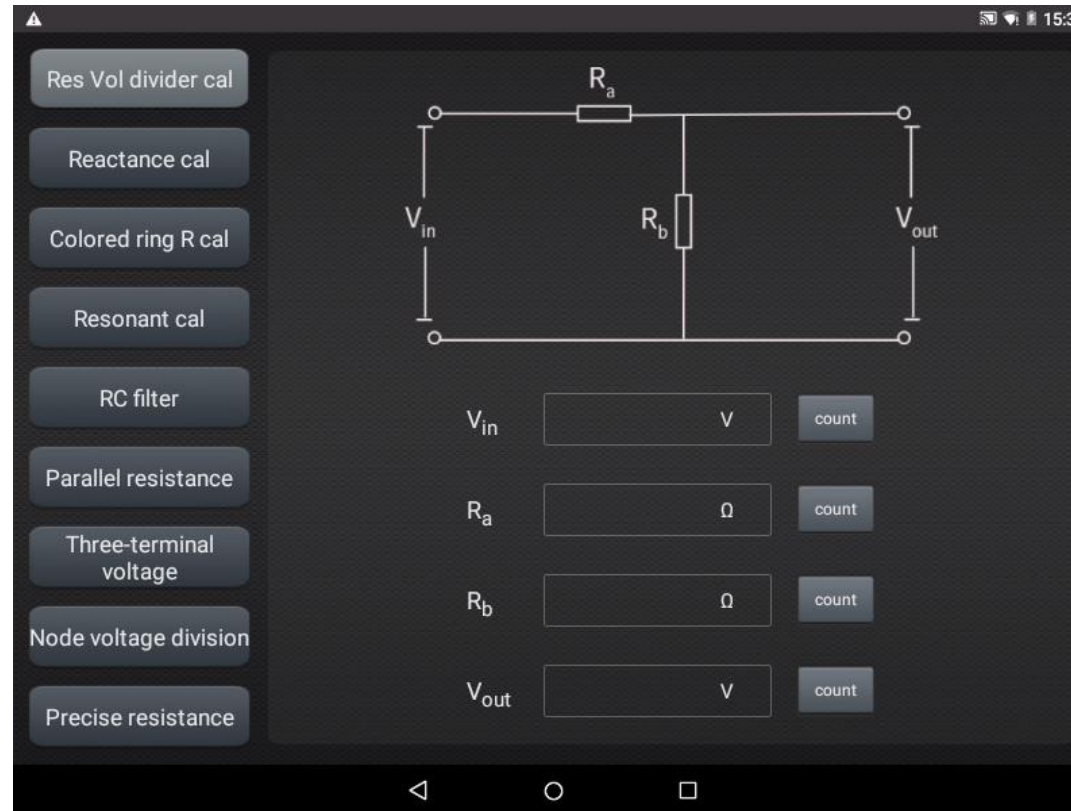 15:3
Res Vol divider cal
Reactance cal
Colored ring R cal
Resonant cal
RC filter
Parallel resistance
Three-terminal
voltage
Node voltage division
Precise resistance
Ra
Vin
Rb
Vout
Vin V count
Ra Ω count
Rb Ω count
Vout V count